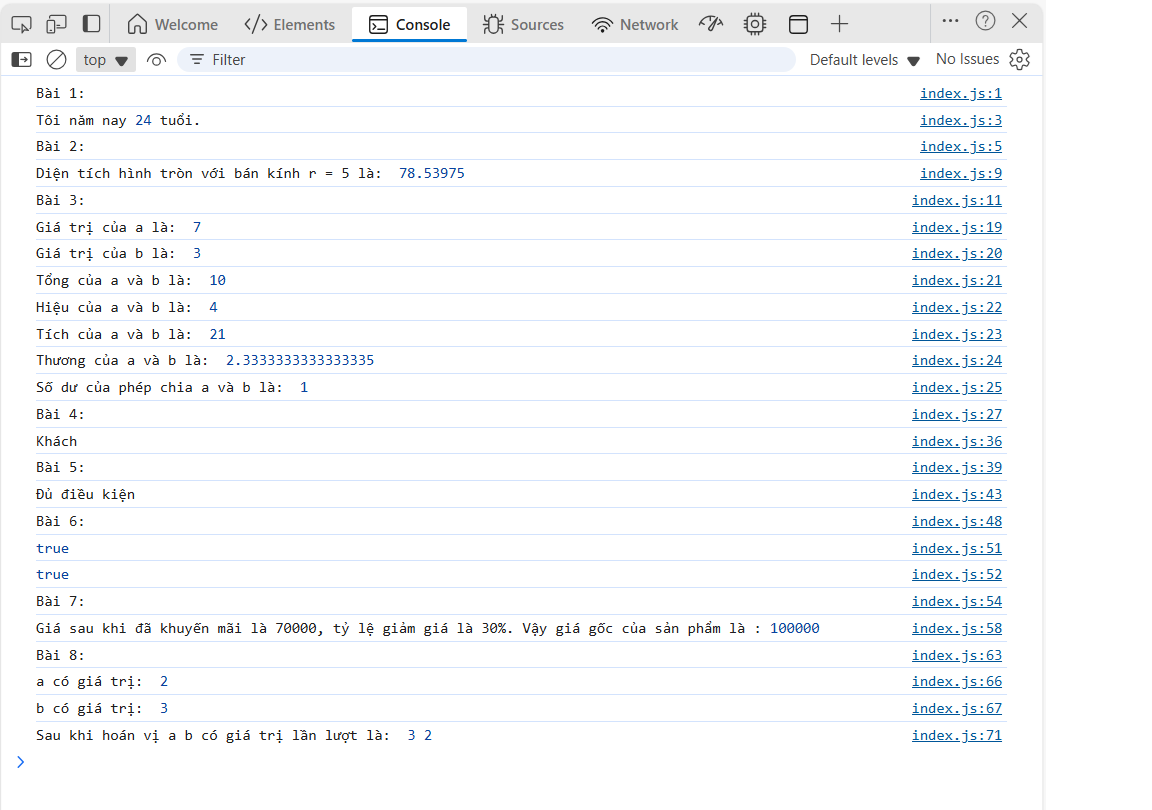 Welcome Elements Console Sources Network
top Filter Default levels No Issues
Bài 1: index.js:1
Tôi năm nay 24 tuổi. index.js:3
Bài 2: index.js:5
Diện tích hình tròn với bán kính r = 5 là: 78.53975 index.js:9
Bài 3: index.js:11
Giá trị của a là: 7 index.js:19
Giá trị của b là: 3 index.js:20
Tổng của a và b là: 10 index.js:21
Hiệu của a và b là: 4 index.js:22
Tích của a và b là: 21 index.js:23
Thương của a và b là: 2.3333333333333335 index.js:24
Số dư của phép chia a và b là: 1 index.js:25
Bài 4: index.js:27
Khách index.js:36
Bài 5: index.js:39
Đủ điều kiện index.js:43
Bài 6: index.js:48
true index.js:51
true index.js:52
Bài 7: index.js:54
Giá sau khi đã khuyến mãi là 70000, tỷ lệ giảm giá là 30%. Vậy giá gốc của sản phẩm là : 100000 index.js:58
Bài 8: index.js:63
a có giá trị: 2 index.js:66
b có giá trị: 3 index.js:67
Sau khi hoán vị a b có giá trị lần lượt là: 3 2 index.js:71